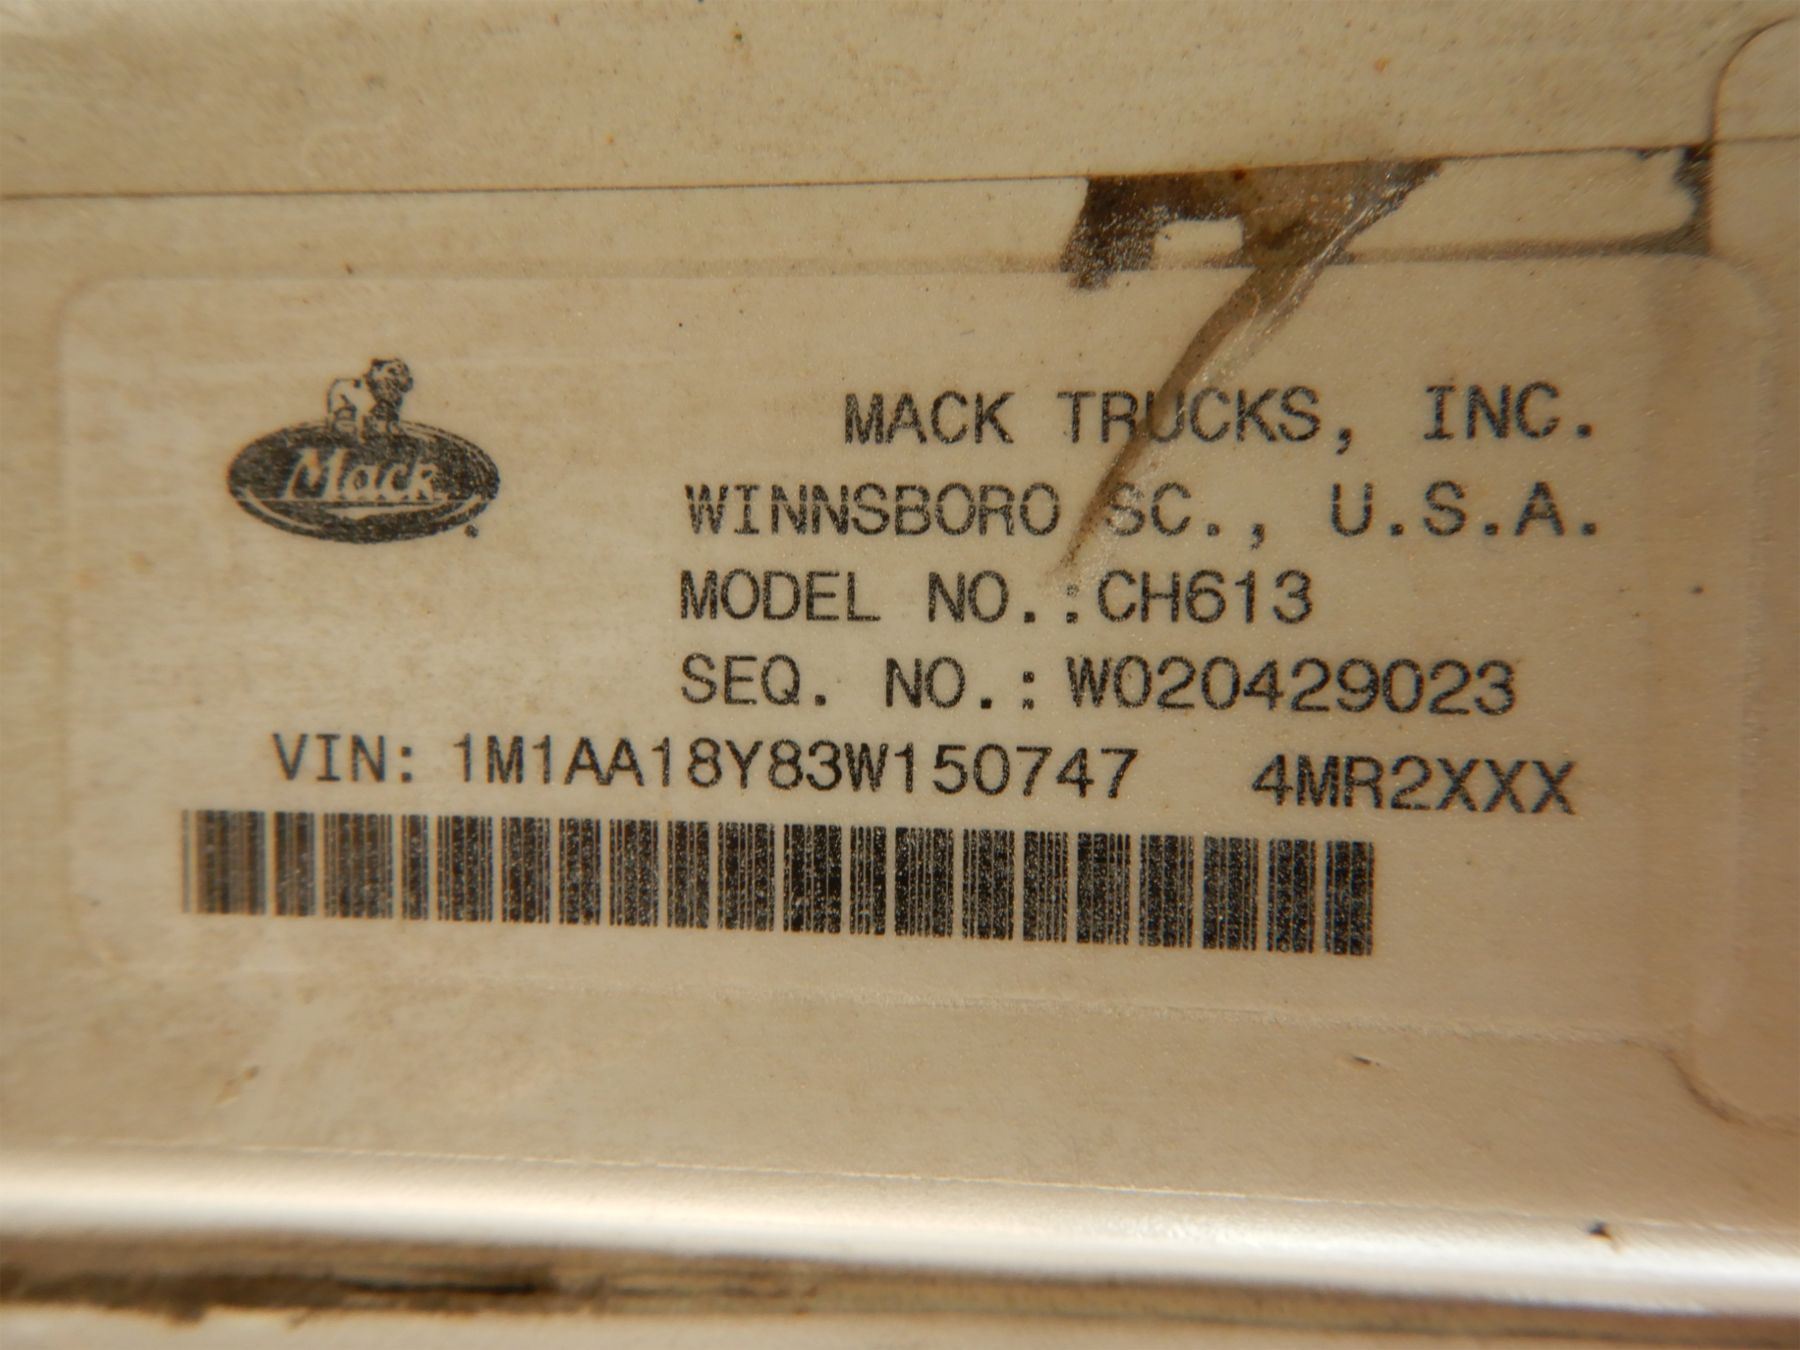 Mack
MACK TRUCKS, INC.
WINNSBORO SC., U.S.A.
MODEL NO.:CH613
SEQ. NO.: W020429023
VIN: 1M1AA18Y83W150747 4MR2XXX